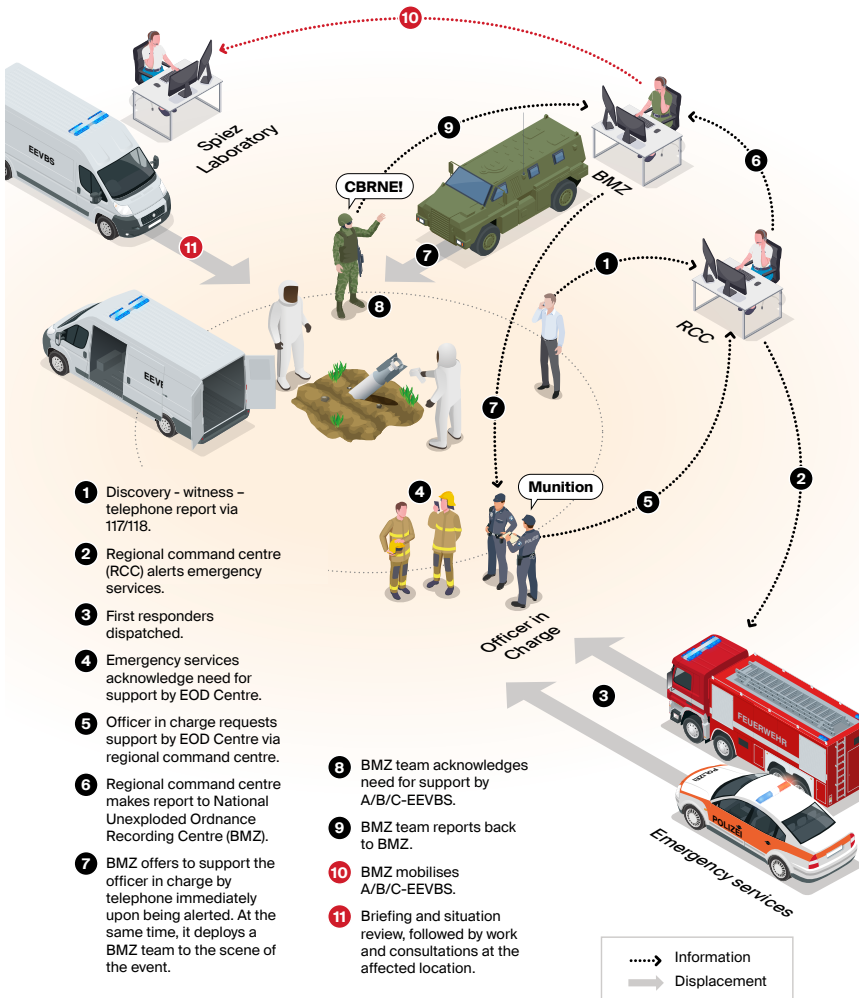 10
EEVBS
Spiez
Laboratory
9
CBRNE!
BMZ
6
11
7
1
8
RCC
EEVE
7
2
4
Munition
5
Officer in
Charge
3
FEUERWEHR
POLIZEI
POLIZEI
Emergency services
1 Discovery - witness –
telephone report via
117/118.
2 Regional command centre
(RCC) alerts emergency
services.
3 First responders
dispatched.
4 Emergency services
acknowledge need for
support by EOD Centre.
5 Officer in charge requests
support by EOD Centre via
regional command centre.
6 Regional command centre
makes report to National
Unexploded Ordnance
Recording Centre (BMZ).
7 BMZ offers to support the
officer in charge by
telephone immediately
upon being alerted. At the
same time, it deploys a
BMZ team to the scene of
the event.
8 BMZ team acknowledges
need for support by
A/B/C-EEVBS.
9 BMZ team reports back
to BMZ.
10 BMZ mobilises
A/B/C-EEVBS.
11 Briefing and situation
review, followed by work
and consultations at the
affected location.
Information
Displacement